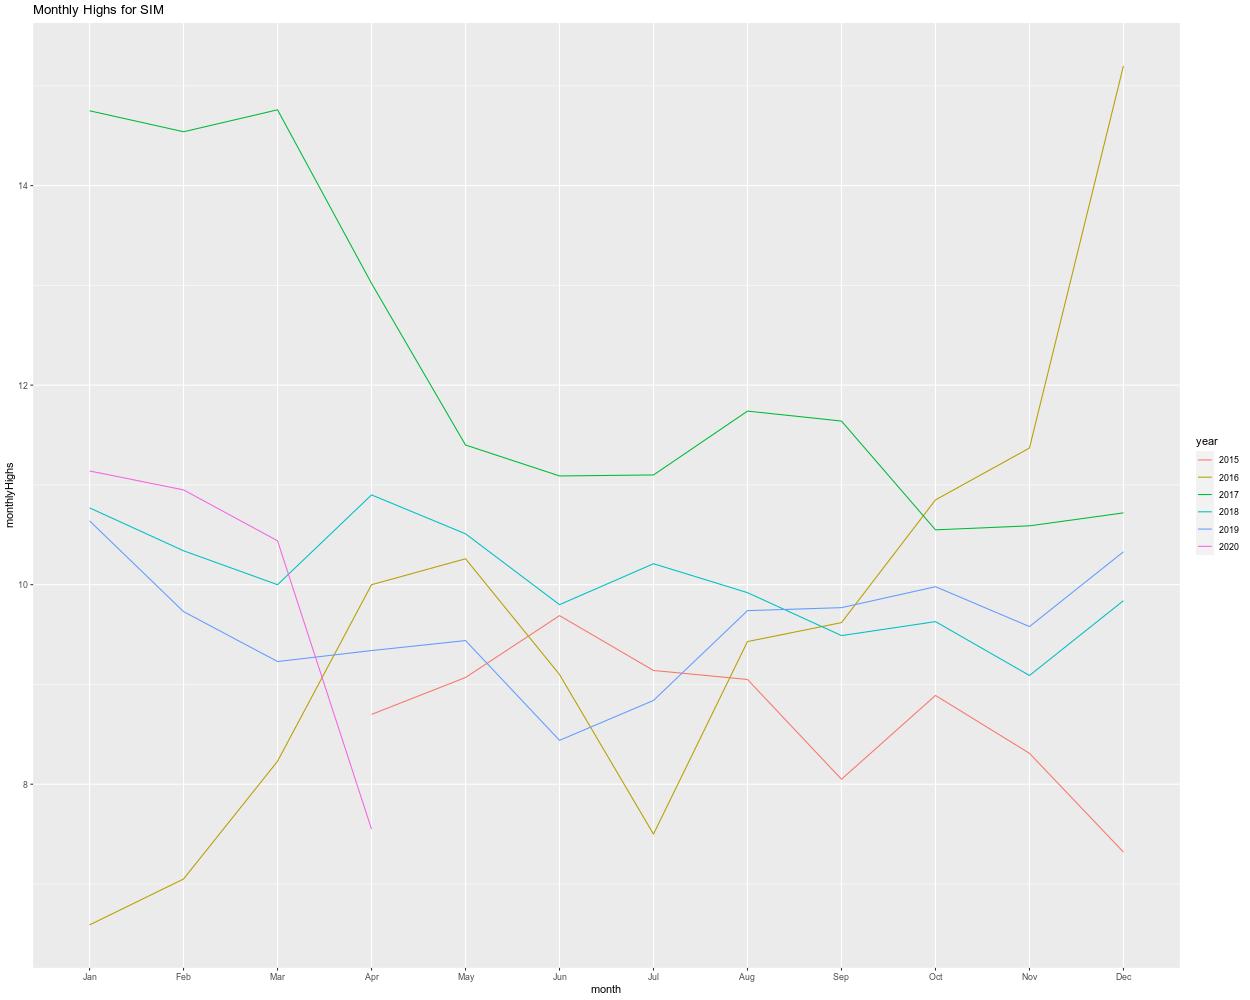 Monthly Highs for SIM
monthlyHighs
14
12
10
8
Jan Feb Mar Apr May Jun Jul Aug Sep Oct Nov Dec
month
year
2015
2016
2017
2018
2019
2020